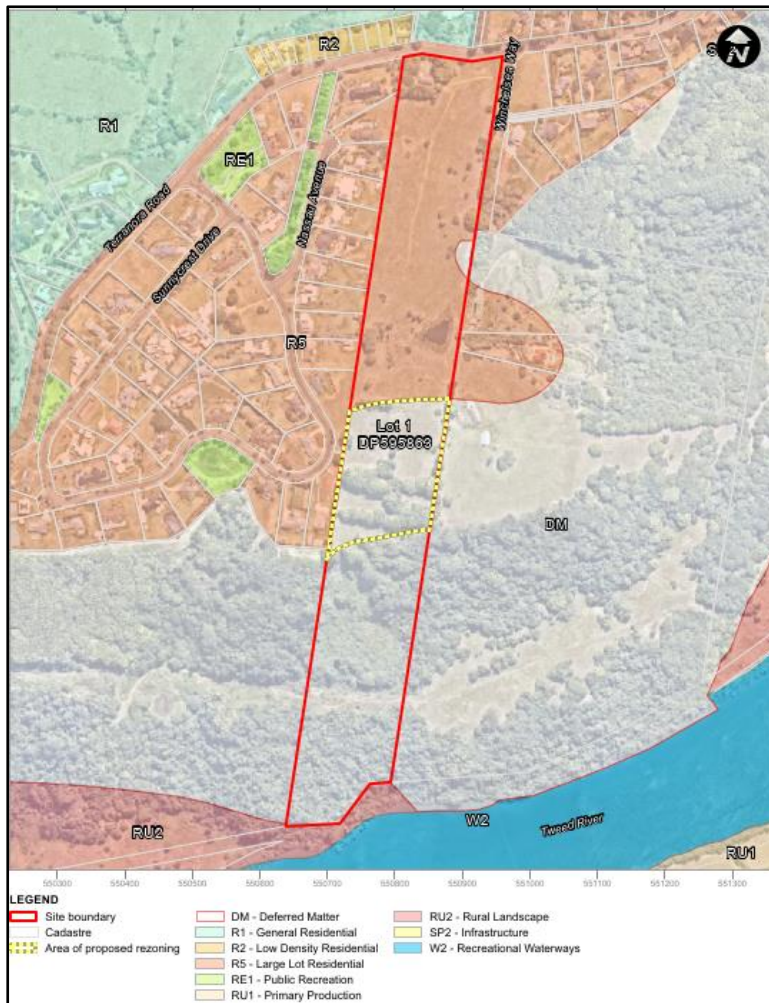 R2
Winchelsea Way
N
R1
RE1
Nassau Avenue
Terranora Road
Sunnycrest Drive
R5
Lot 1
DP595863
DM
RU2
W2
Tweed River
RU1
550300 550400 550500 550600 550700 550800 550900 551000 551100 551200 551300
LEGEND
Site boundary
Cadastre
Area of proposed rezoning
DM - Deferred Matter
R1 - General Residential
R2 - Low Density Residential
R5 - Large Lot Residential
RE1 - Public Recreation
RU1 - Primary Production
RU2 - Rural Landscape
SP2 - Infrastructure
W2 - Recreational Waterways